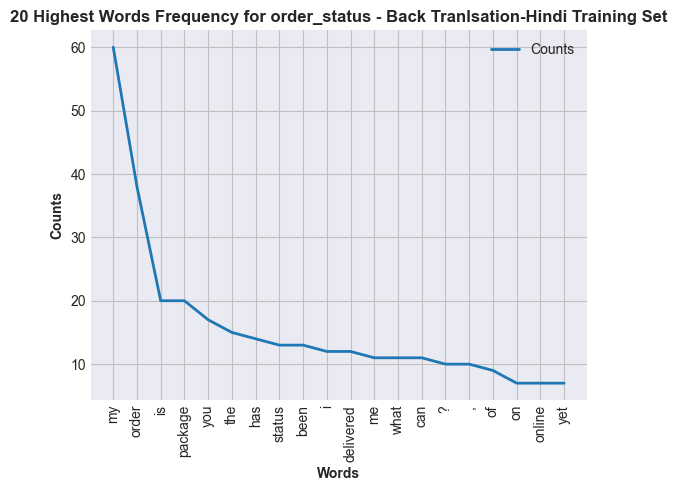 20 Highest Words Frequency for order_status - Back Tranlsation-Hindi Training Set
Counts
60
50
40
30
20
10
Counts
my
order
is
package
you
the
has
status
been
i
delivered
me
what
can
?
,
of
on
online
yet
Words